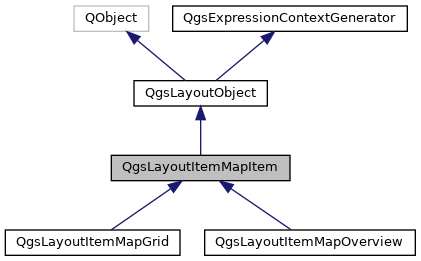 QObject
QgsExpressionContextGenerator
QgsLayoutObject
QgsLayoutItemMapItem
QgsLayoutItemMapGrid
QgsLayoutItemMapOverview